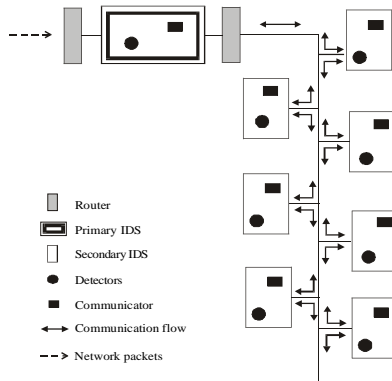 Router
Primary IDS
Secondary IDS
Detectors
Communicator
Communication flow
Network packets